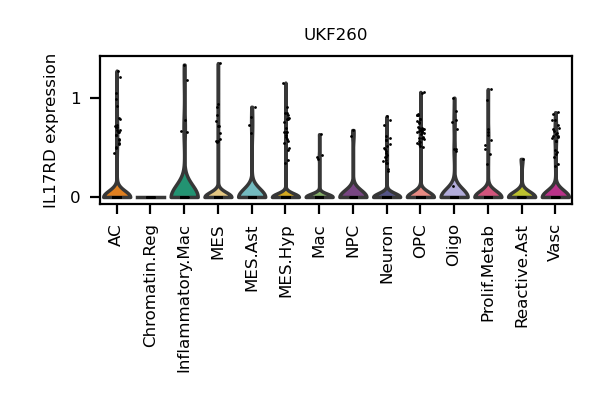 UKF260
IL17RD expression
1
0
AC
Chromatin.Reg
Inflammatory.Mac
MES
MES.Ast
MES.Hyp
Mac
NPC
Neuron
OPC
Oligo
Prolif.Metab
Reactive.Ast
Vasc